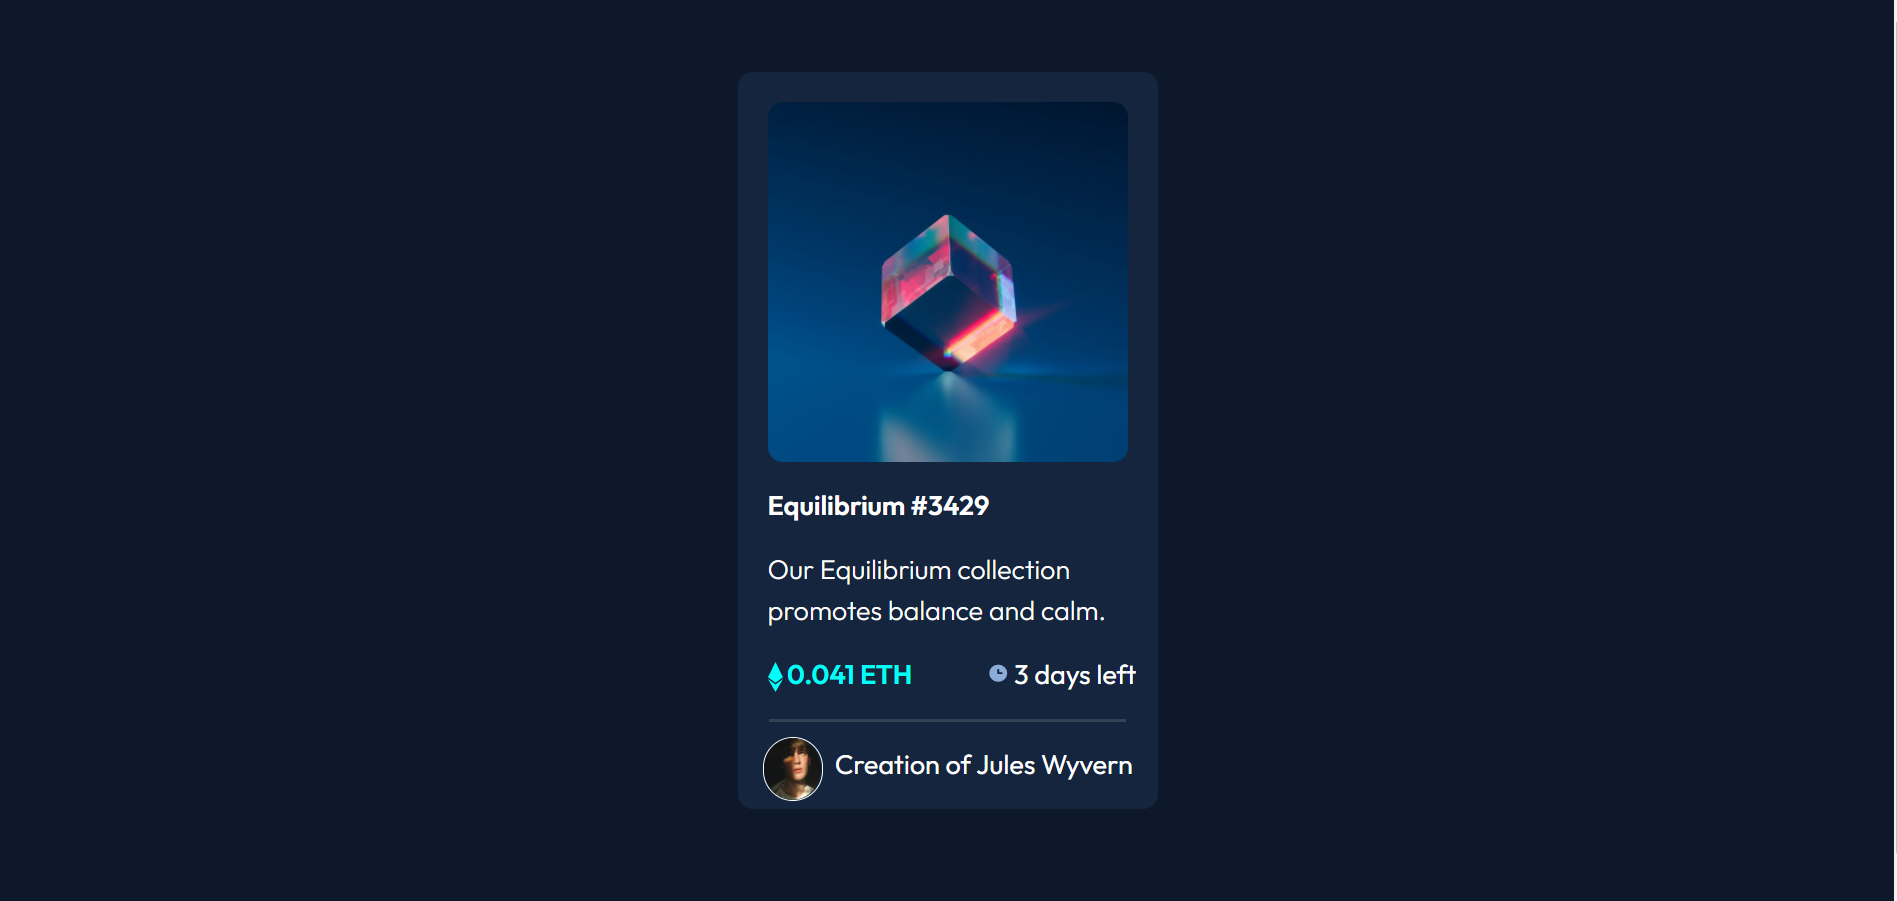 Equilibrium #3429
Our Equilibrium collection
promotes balance and calm.
0.041 ETH
3 days left
Creation of Jules Wyvern